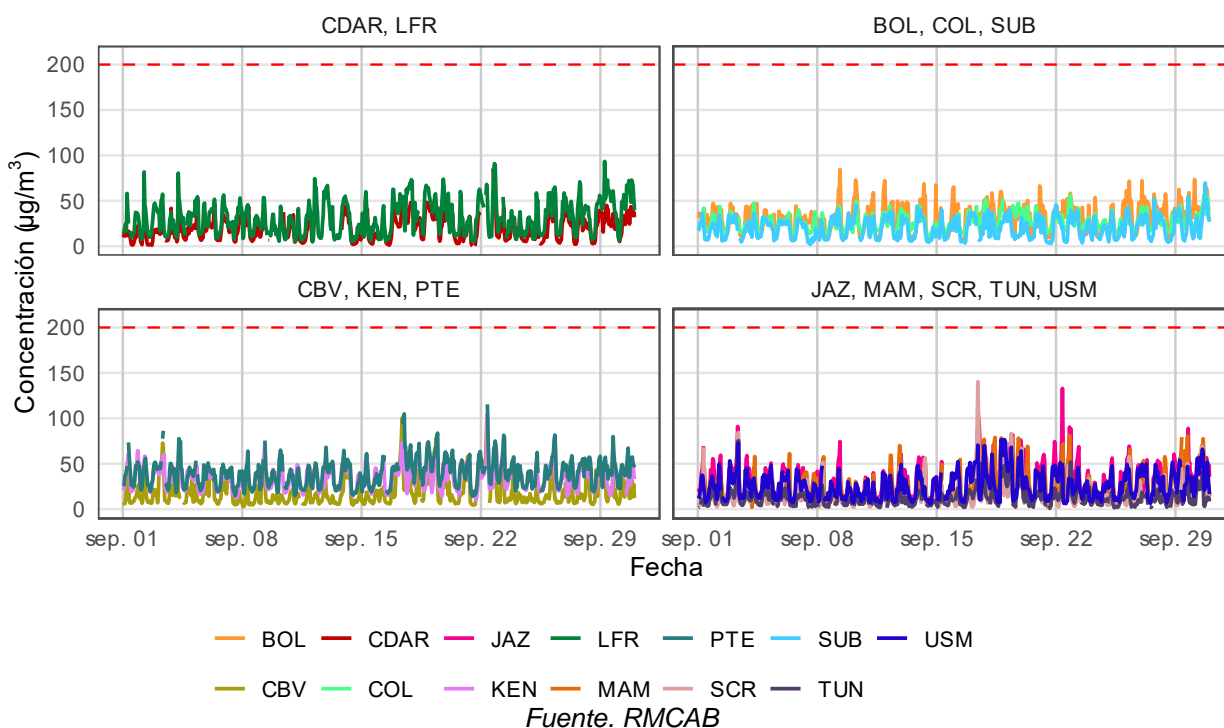 CDAR, LFR
BOL, COL, SUB
Concentración (µg/m³)
200
150
100
50
0
CBV, KEN, PTE
JAZ, MAM, SCR, TUN, USM
200
150
100
50
0
sep. 01 sep. 08 sep. 15 sep. 22 sep. 29
sep. 01 sep. 08 sep. 15 sep. 22 sep. 29
Fecha
BOL CDAR JAZ LFR PTE SUB USM
CBV COL KEN MAM SCR TUN
Fuente. RMCAB